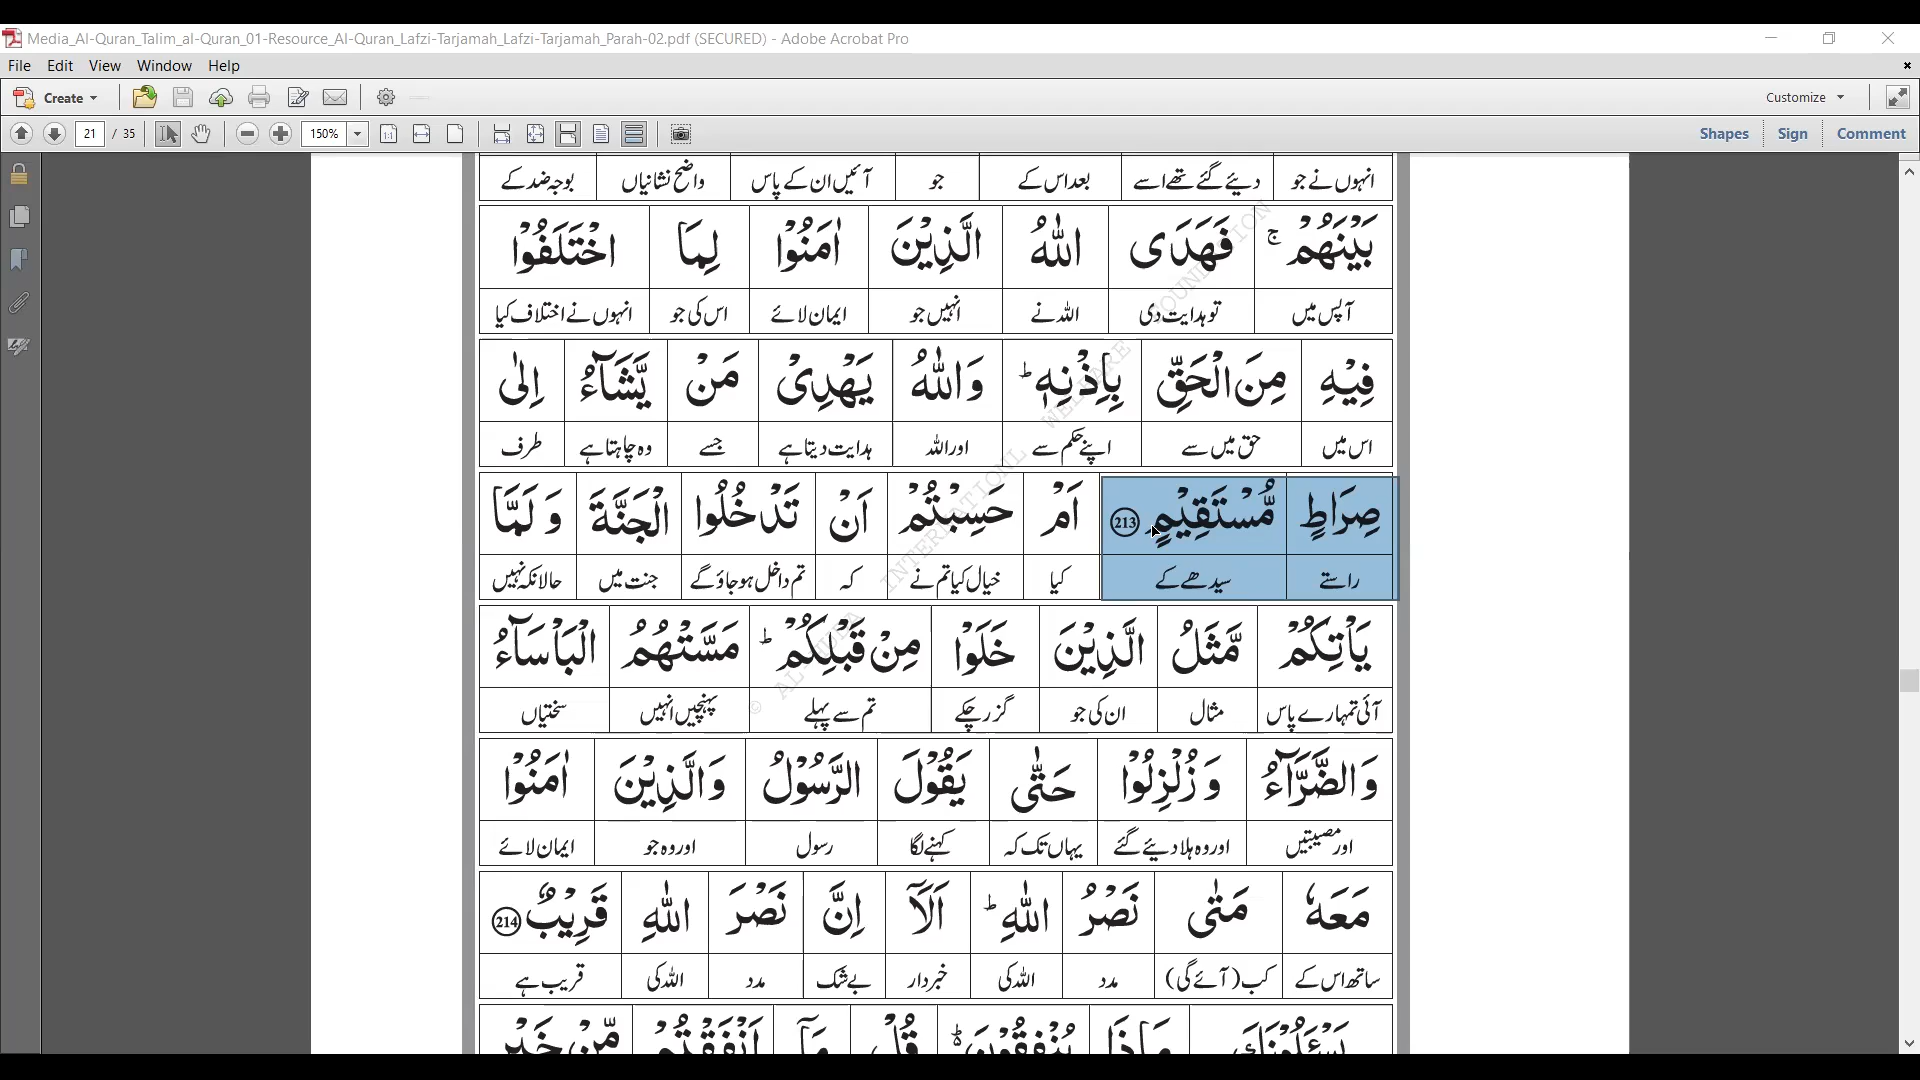 Media_Al-Quran_Talim_al-Quran_01-Resource_Al-Quran_Lafzi-Tarjamah_Lafzi-Tarjamah_Parah-02.pdf (SECURED) - Adobe Acrobat Pro
File Edit View Window Help
Create Customize
21 / 35 150% Shapes Sign Comment
انہوں نے جو دیئے گئے تھے اسے بعد اس کے جو آئیں ان کے پاس واضح نشانیاں بوجہ ضد کے
بَيْنَهُمْ ۚ فَهَدَى اللّٰهُ الَّذِيْنَ اٰمَنُوْا لِمَا اخْتَلَفُوْا
آپس میں تو ہدایت دی اللہ نے انہیں جو ایمان لائے اس کی جو انہوں نے اختلاف کیا
فِيْهِ مِنَ الْحَقِّ بِاِذْنِهٖ ؕ وَاللّٰهُ يَهْدِيْ مَنْ يَّشَآءُ اِلٰى
اس میں حق میں سے اپنے حکم سے اور اللہ ہدایت دیتا ہے جسے وہ چاہتا ہے طرف
صِرَاطٍ مُّسْتَقِيْمٍ 213 اَمْ حَسِبْتُمْ اَنْ تَدْخُلُوا الْجَنَّةَ وَ لَمَّا
راستے سیدھے کے کیا خیال کیا تم نے کہ تم داخل ہو جاؤ گے جنت میں حالانکہ نہیں
يَاْتِكُمْ مَّثَلُ الَّذِيْنَ خَلَوْا مِنْ قَبْلِكُمْ ؕ مَسَّتْهُمُ الْبَاْسَآءُ
آئی تمہارے پاس مثال ان کی جو گزر چکے تم سے پہلے پہنچیں انہیں سختیاں
وَالضَّرَّآءُ وَ زُلْزِلُوْا حَتّٰى يَقُوْلَ الرَّسُوْلُ وَالَّذِيْنَ اٰمَنُوْا
اور مصیبتیں اور وہ ہلا دیئے گئے یہاں تک کہ کہنے لگا رسول اور وہ جو ایمان لائے
مَعَهٗ مَتٰى نَصْرُ اللّٰهِ ؕ اَلَآ اِنَّ نَصْرَ اللّٰهِ قَرِيْبٌ 214
ساتھ اس کے کب (آئے گی) مدد اللہ کی خبردار بے شک مدد اللہ کی قریب ہے
يَسْـَٔلُوْنَكَ مَاذَا يُنْفِقُوْنَ ؕ قُلْ مَآ اَنْفَقْتُمْ مِّنْ خَيْرٍ